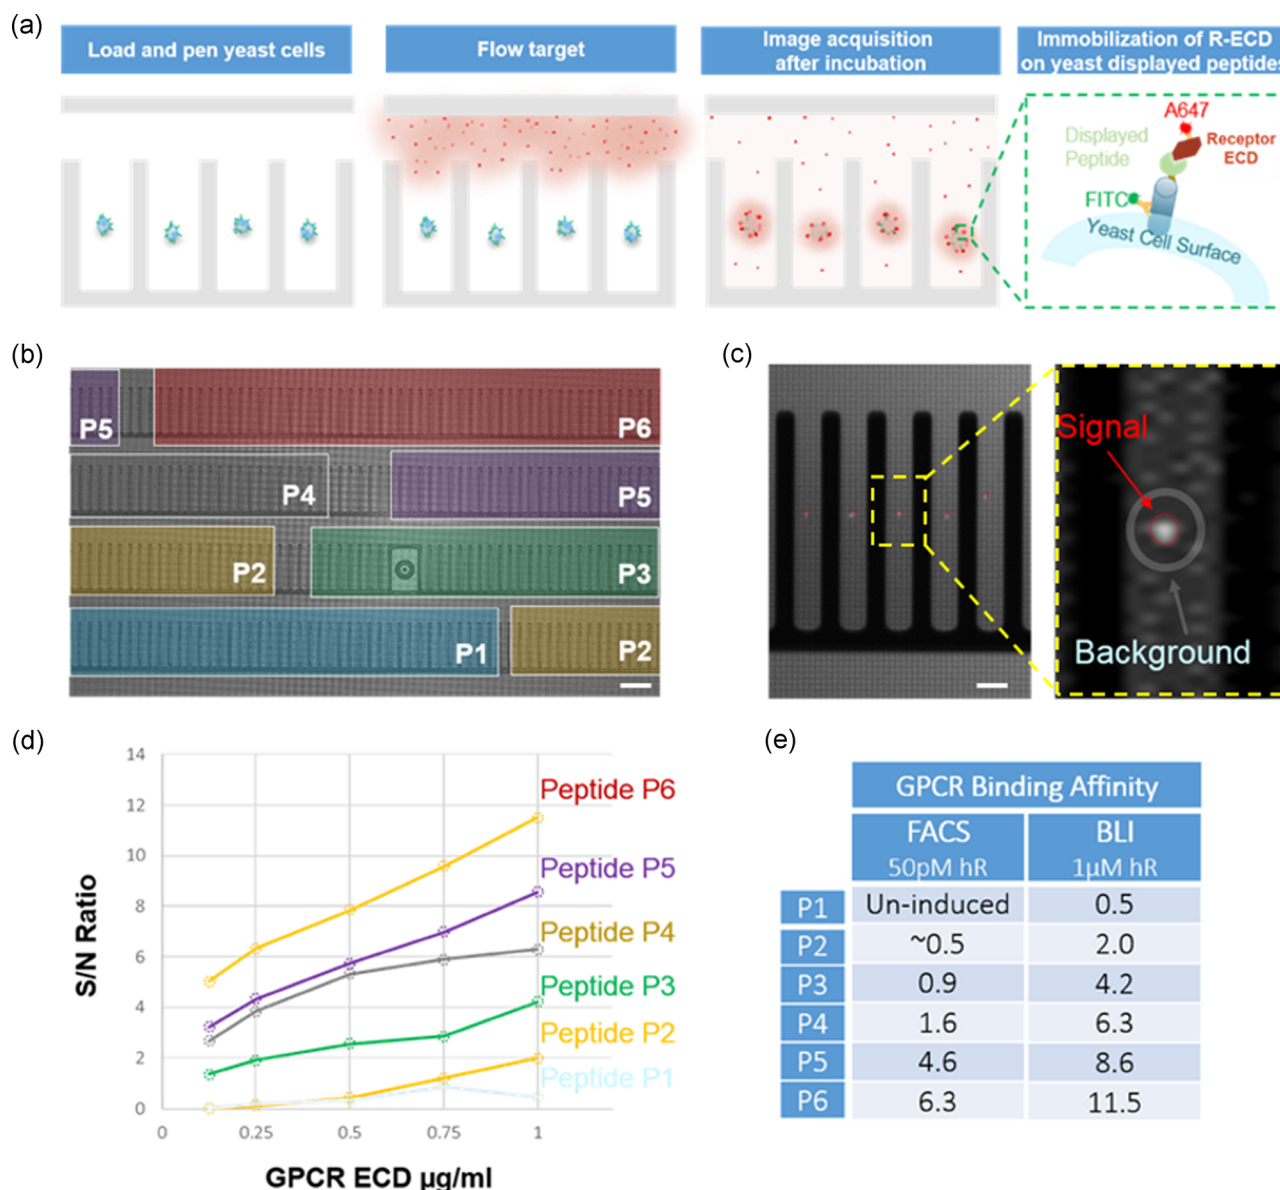 (a)
Load and pen yeast cells
Flow target
Image acquisition
after incubation
Immobilization of R-ECD
on yeast displayed peptides
A647
Displayed
Peptide
Receptor
ECD
FITC
Yeast Cell Surface
(b)
P5
P6
P4
P5
P2
P3
P1
P2
(c)
Signal
Background
(d)
14
12
10
8
6
4
2
0
S/N Ratio
0
0.25
0.5
0.75
1
GPCR ECD µg/ml
Peptide P6
Peptide P5
Peptide P4
Peptide P3
Peptide P2
Peptide P1
(e)
GPCR Binding Affinity
FACS
50pM hR
BLI
1µM hR
P1 Un-induced 0.5
P2 ~0.5 2.0
P3 0.9 4.2
P4 1.6 6.3
P5 4.6 8.6
P6 6.3 11.5